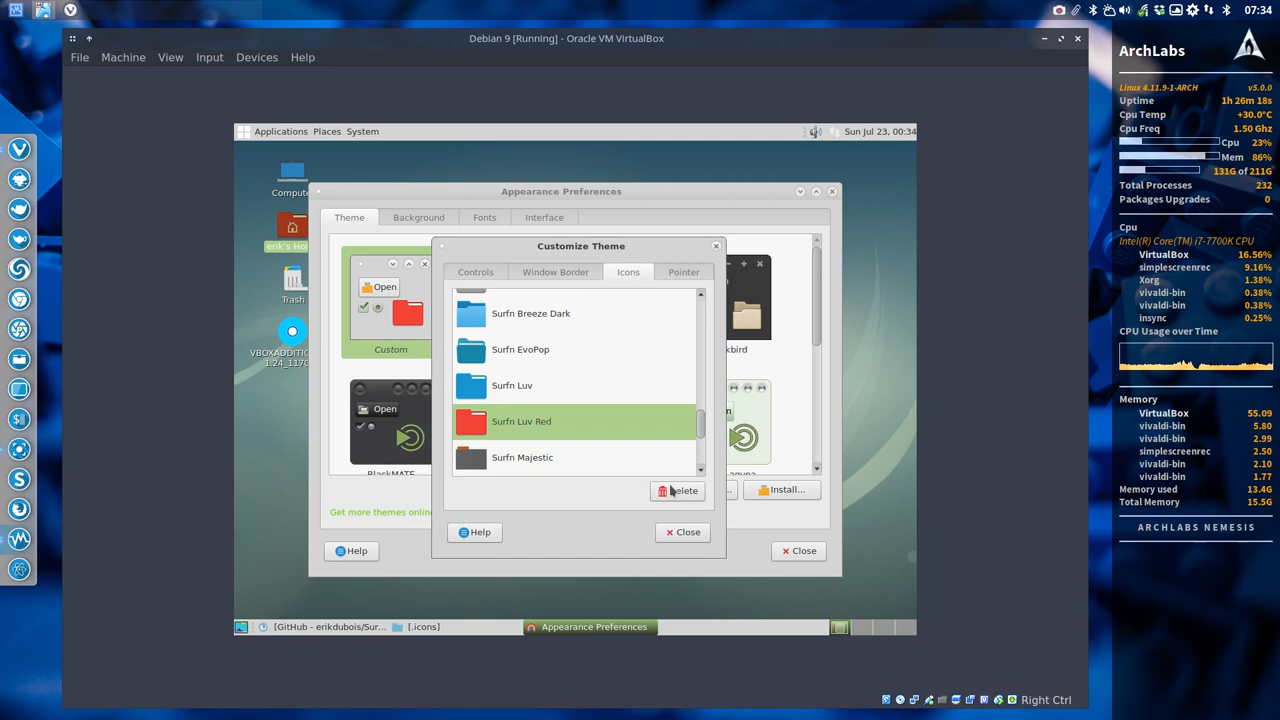 07:34
Debian 9 [Running] - Oracle VM VirtualBox
File Machine View Input Devices Help
Applications Places System
Sun Jul 23, 00:34
Comput
erik's Hom
Trash
VBOXADDITIO
1.24_1170
Appearance Preferences
Theme Background Fonts Interface
Open
Custom
kbird
Open
BlackMATE
Get more themes online
Install...
Help
Close
Customize Theme
Controls Window Border Icons Pointer
Surfn Breeze Dark
Surfn EvoPop
Surfn Luv
Surfn Luv Red
Surfn Majestic
Delete
Help
Close
[GitHub - erikdubois/Sur...
[.icons]
Appearance Preferences
Right Ctrl
ArchLabs
Linux 4.11.9-1-ARCH v5.0.0
Uptime 1h 26m 18s
Cpu Temp +30.0°C
Cpu Freq 1.50 Ghz
Cpu 23%
Mem 86%
131G of 211G
Total Processes 232
Packages Upgrades 0
Cpu
Intel(R) Core(TM) i7-7700K CPU
VirtualBox 16.56%
simplescreenrec 9.16%
Xorg 1.38%
vivaldi-bin 0.38%
vivaldi-bin 0.38%
insync 0.25%
CPU Usage over Time
Memory
VirtualBox 55.09
vivaldi-bin 5.80
vivaldi-bin 2.99
simplescreenrec 2.50
vivaldi-bin 2.10
vivaldi-bin 1.77
Memory used 13.4G
Total Memory 15.5G
ARCHLABS NEMESIS